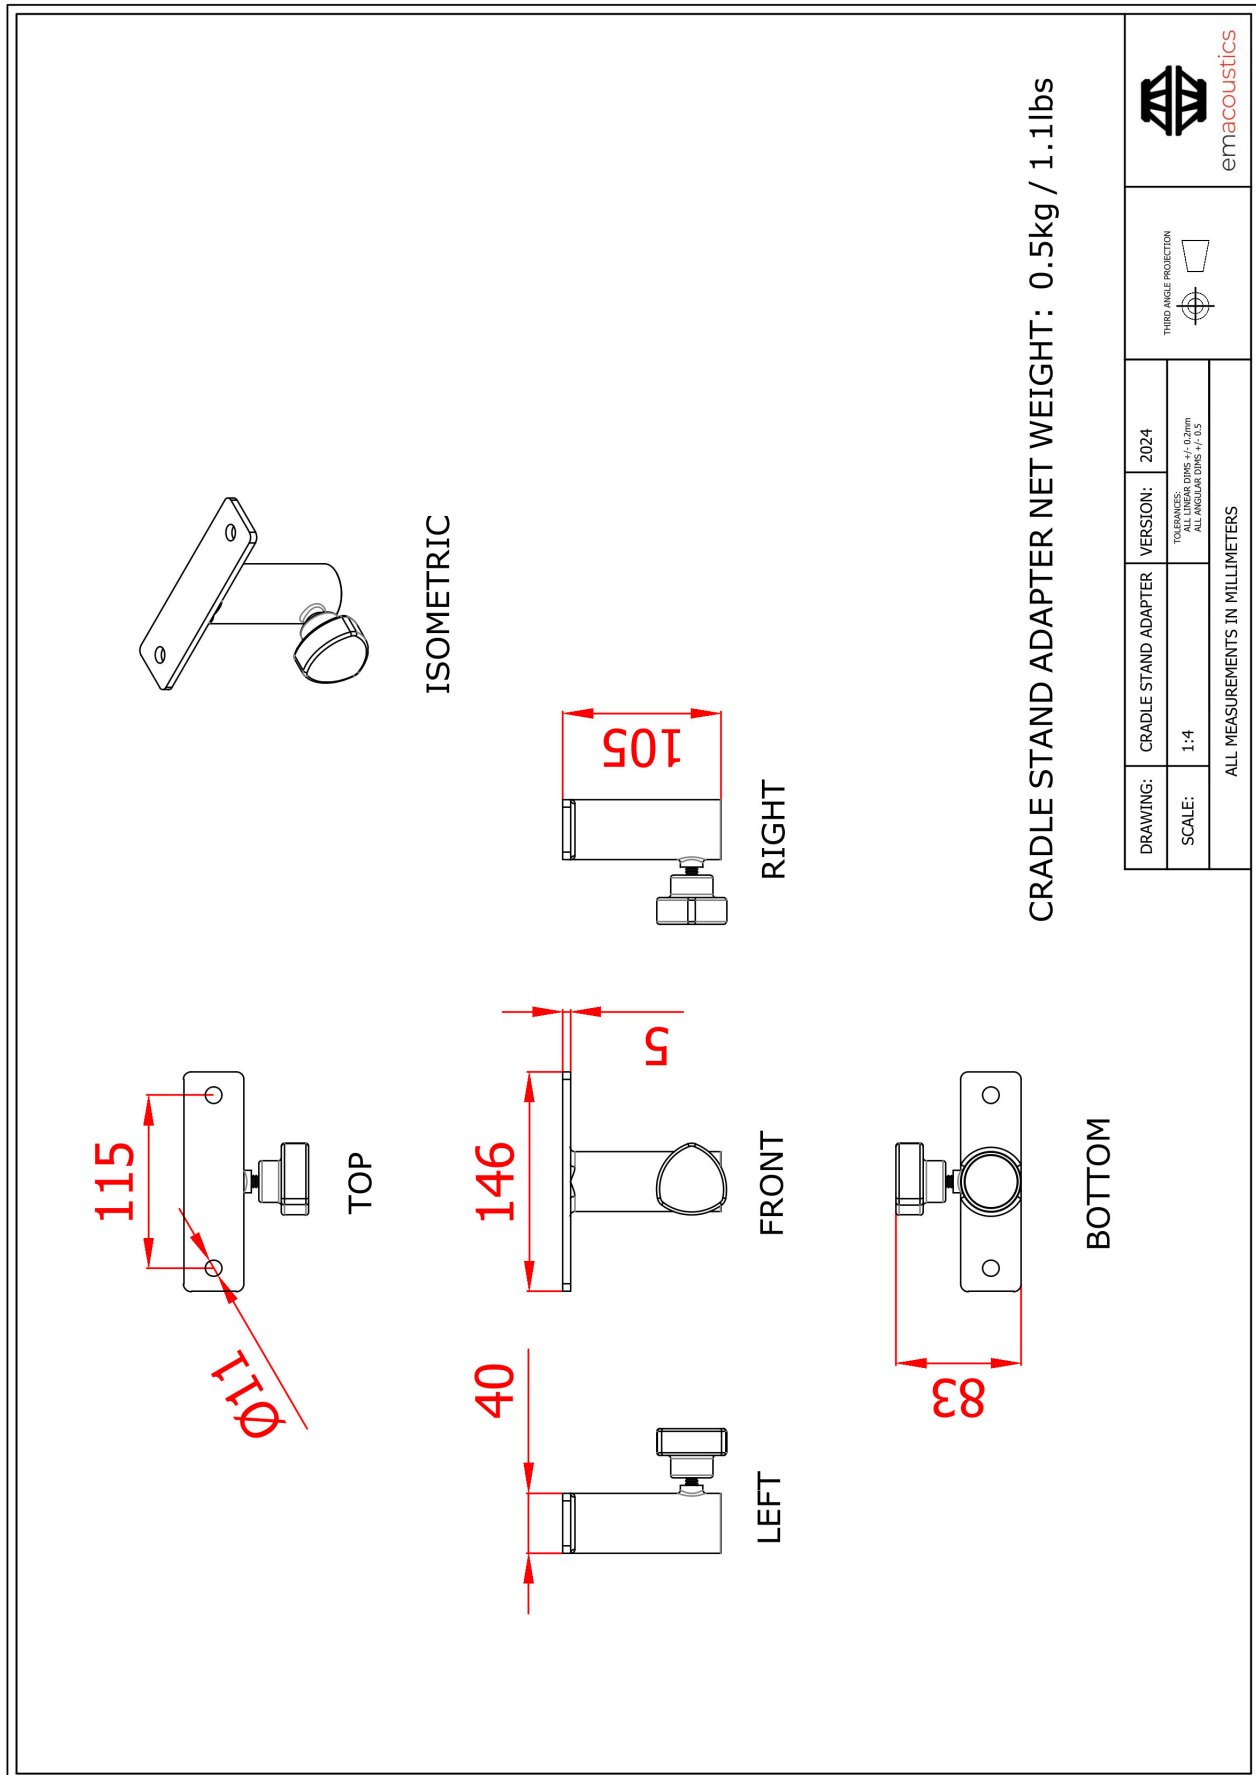 115
Ø11
TOP
ISOMETRIC
40
146
5
105
LEFT
FRONT
RIGHT
83
BOTTOM
CRADLE STAND ADAPTER NET WEIGHT: 0.5kg / 1.1lbs
DRAWING:
CRADLE STAND ADAPTER
VERSION:
2024
SCALE:
1:4
TOLERANCES:
ALL LINEAR DIMS +/- 0.2mm
ALL ANGULAR DIMS +/- 0.5
ALL MEASUREMENTS IN MILLIMETERS
THIRD ANGLE PROJECTION
emacoustics